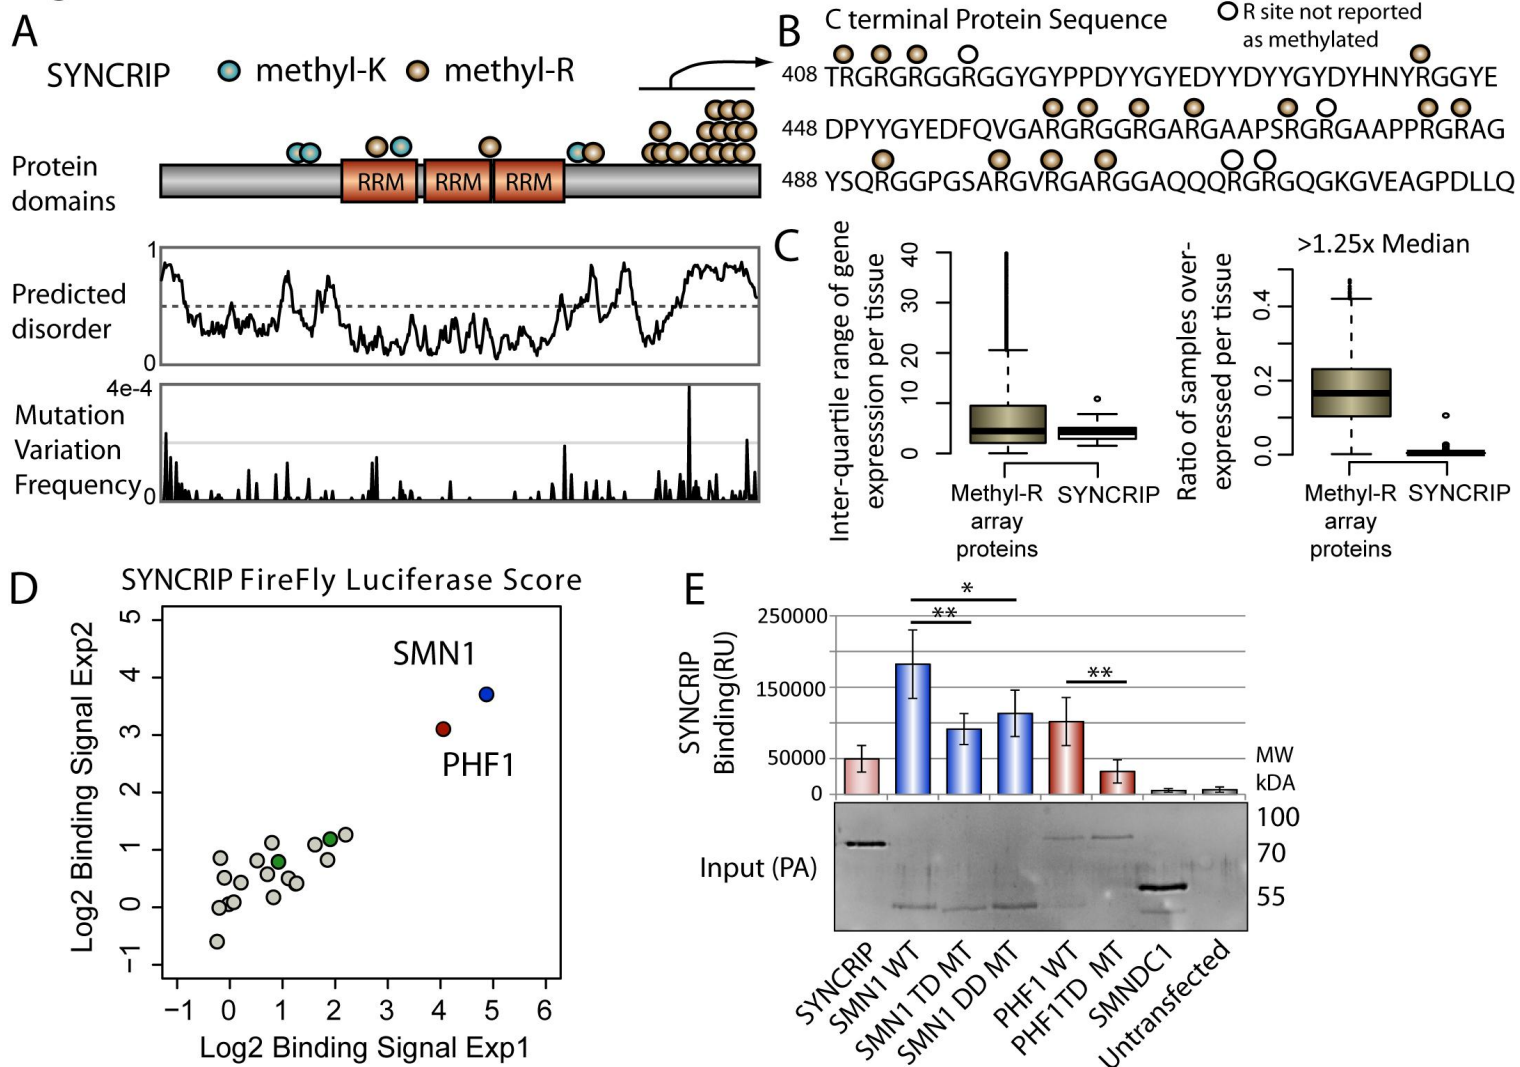 A
SYNCRIP methyl-K methyl-R
Protein
domains
RRM RRM RRM
Predicted
disorder
1
0
Mutation
Variation
Frequency
4e-4
0
B
C terminal Protein Sequence
R site not reported
as methylated
408 TRGRGRGGRGGYGYPPDYYGYEDYYDYYGYDYHNYRGGYE
448 DPYYGYEDFQVGARGRGGRGARGAAPSRGRGAAPPRGRAG
488 YSQRGGPGSARGVRGARGGAQQQRGRGQGKGVEAGPDLLQ
C
Inter-quartile range of gene
experession per tissue
0 10 20 30 40
Methyl-R
array
proteins
SYNCRIP
>1.25x Median
Ratio of samples over-
expressed per tissue
0.0 0.2 0.4
Methyl-R
array
proteins
SYNCRIP
D
SYNCRIP FireFly Luciferase Score
Log2 Binding Signal Exp2
5
4
3
2
1
0
−1
SMN1
PHF1
−1 0 1 2 3 4 5 6
Log2 Binding Signal Exp1
E
SYNCRIP
Binding(RU)
250000
150000
50000
0
*
**
**
MW
kDA
100
70
55
Input (PA)
SYNCRIP
SMN1 WT
SMN1 TD MT
SMN1 DD MT
PHF1 WT
PHF1TD MT
SMNDC1
Untransfected